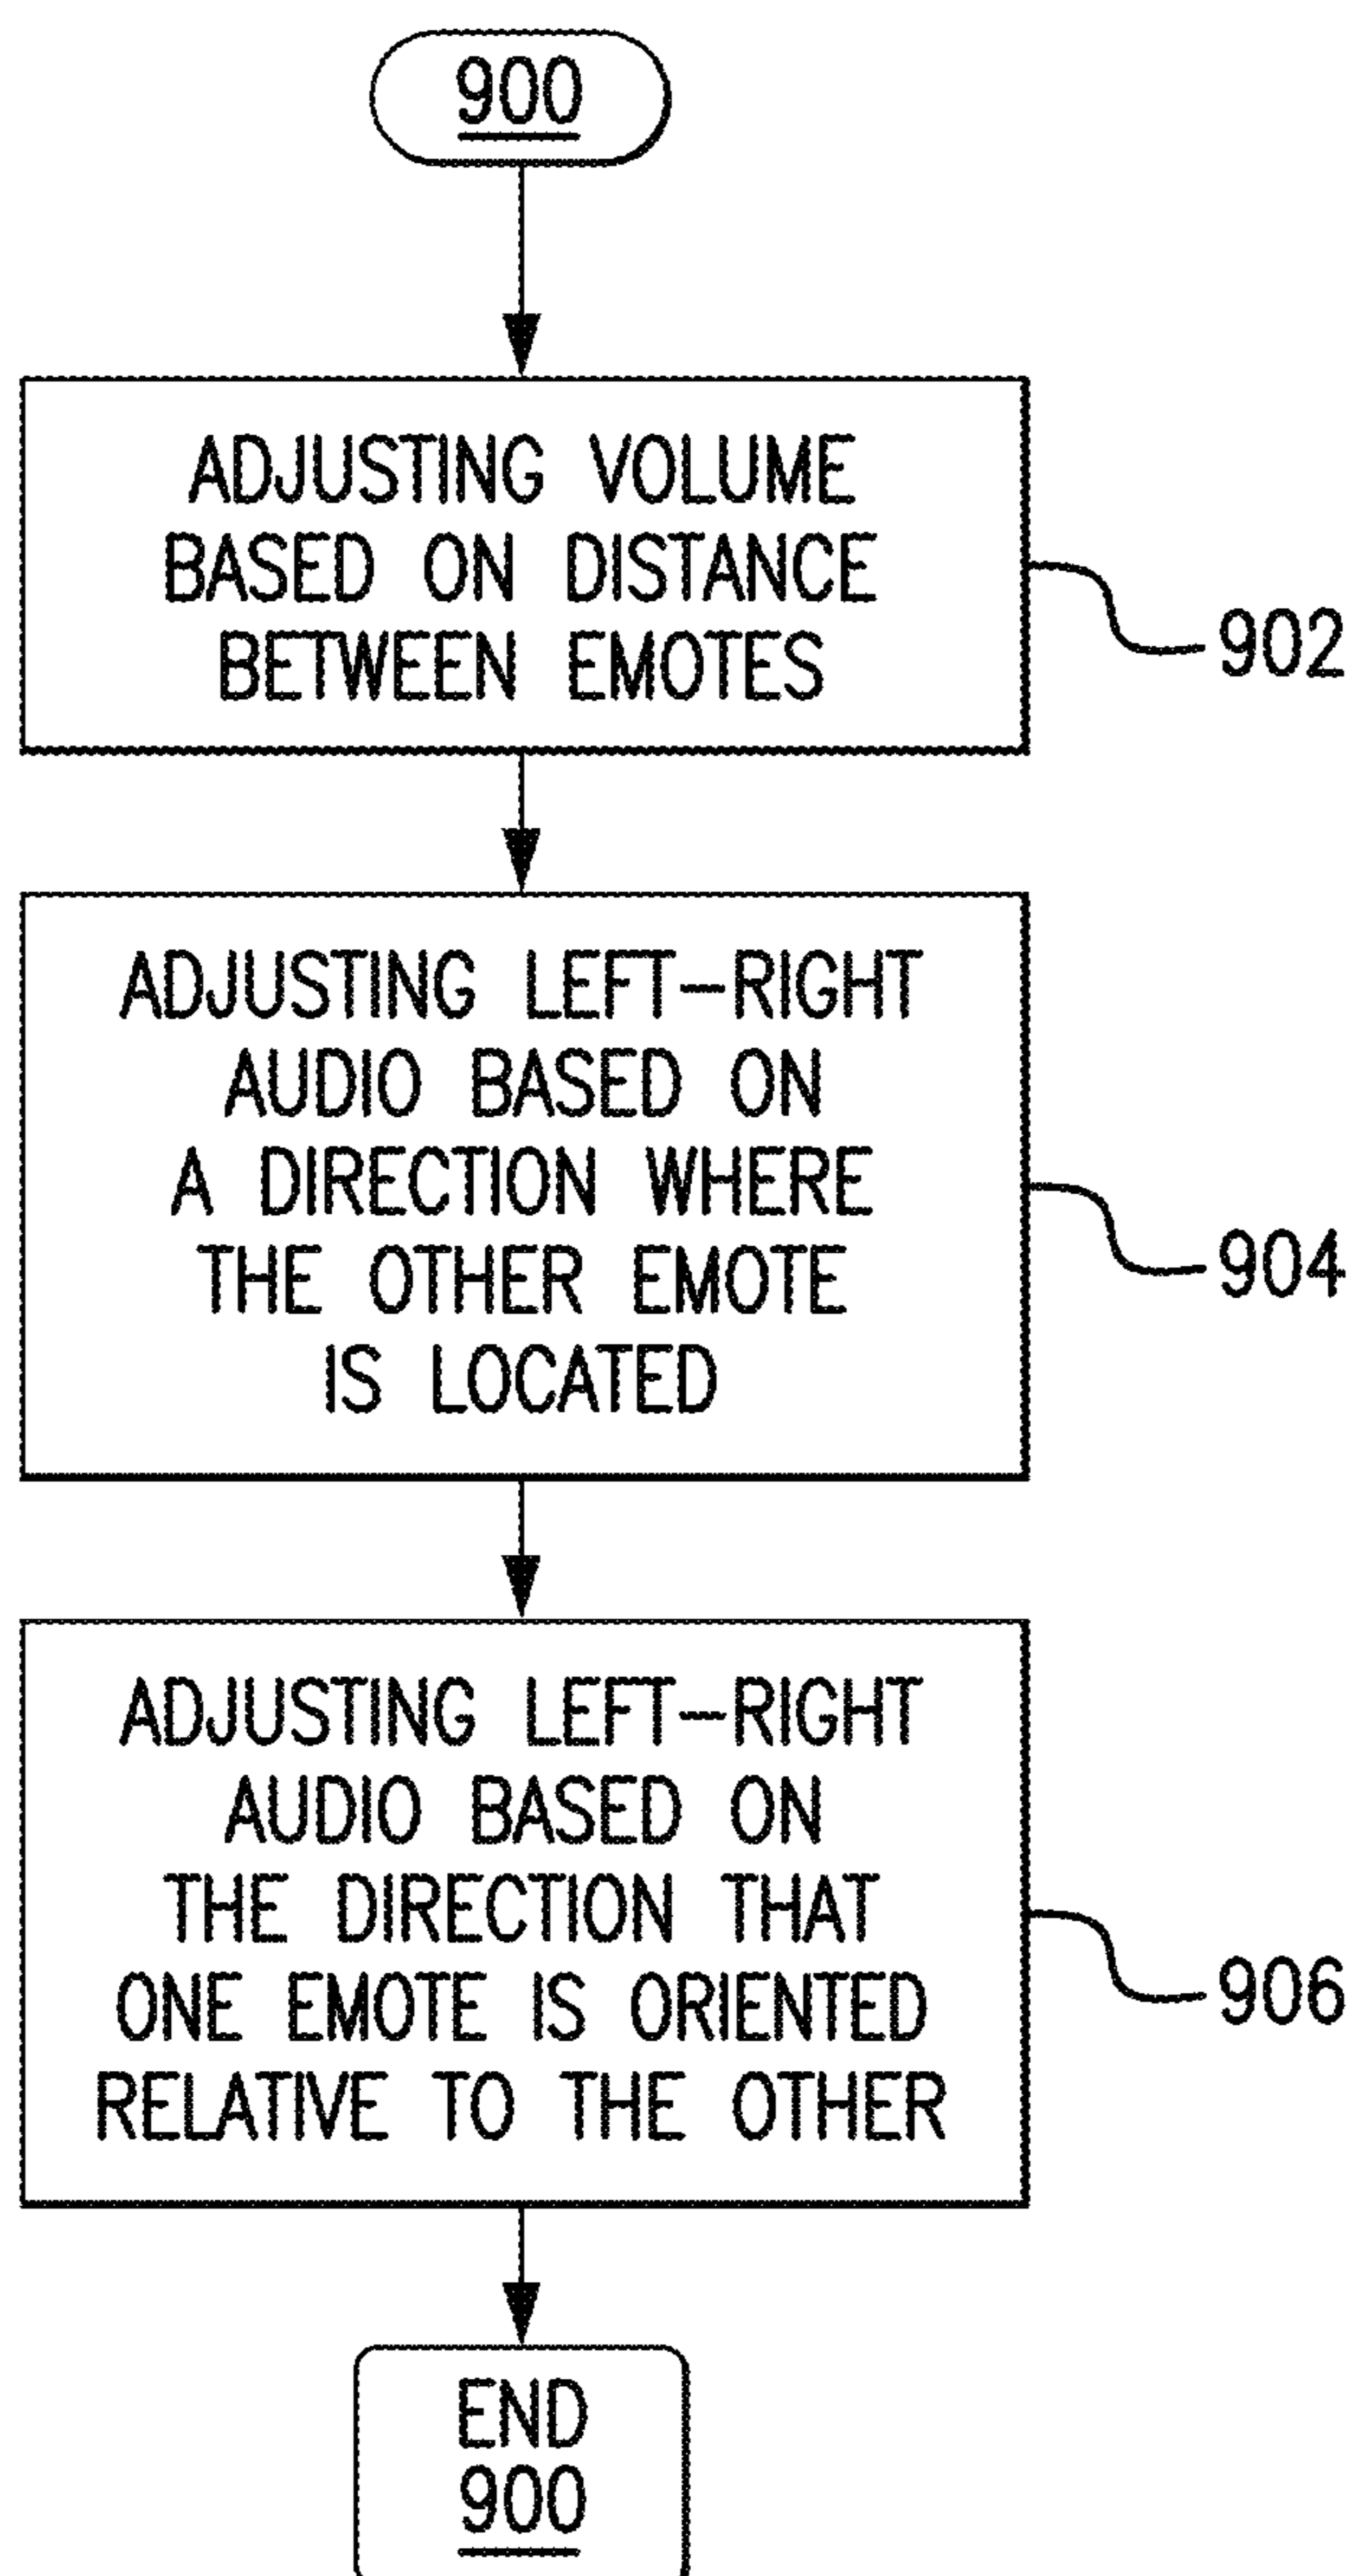 900
ADJUSTING VOLUME
BASED ON DISTANCE
BETWEEN EMOTES
902
ADJUSTING LEFT-RIGHT
AUDIO BASED ON
A DIRECTION WHERE
THE OTHER EMOTE
IS LOCATED
904
ADJUSTING LEFT-RIGHT
AUDIO BASED ON
THE DIRECTION THAT
ONE EMOTE IS ORIENTED
RELATIVE TO THE OTHER
906
END
900